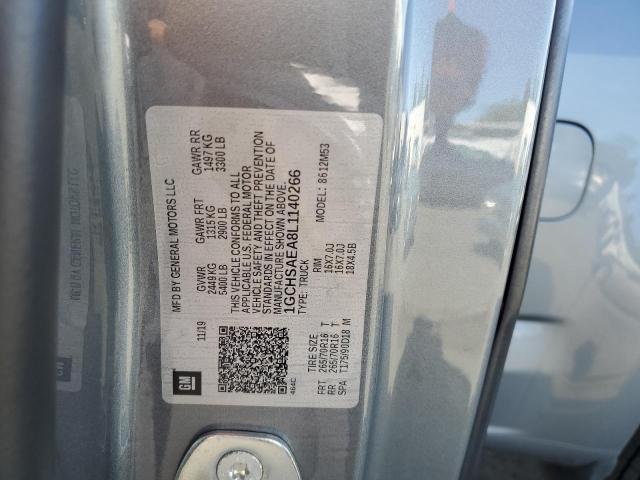 GM
MFD BY GENERAL MOTORS LLC
11/19
GVWR
2449 KG
5400 LB
GAWR FRT
1315 KG
2900 LB
GAWR RR
1497 KG
3300 LB
THIS VEHICLE CONFORMS TO ALL
APPLICABLE U.S. FEDERAL MOTOR
VEHICLE SAFETY AND THEFT PREVENTION
STANDARDS IN EFFECT ON THE DATE OF
MANUFACTURE SHOWN ABOVE.
1GCHSAEA8L1140266
TYPE: TRUCK
MODEL: 8612M53
464C
TIRE SIZE RIM
FRT 265/70R16 T 16X7.0J
RR 265/70R16 T 16X7.0J
SPA T175/90D18 M 18X4.5B